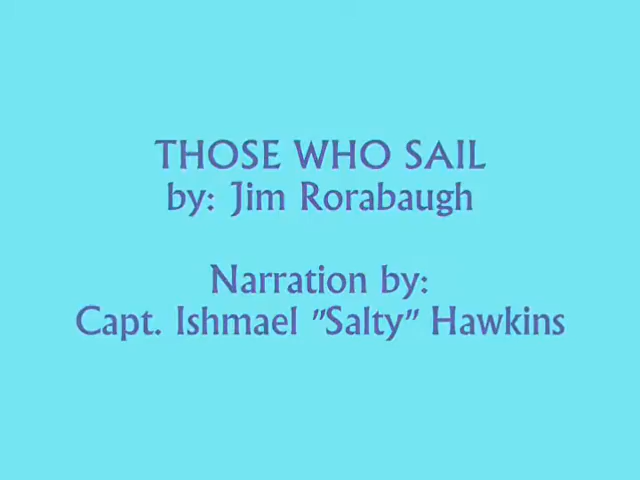 THOSE WHO SAIL
by: Jim Rorabaugh
Narration by:
Capt. Ishmael "Salty" Hawkins